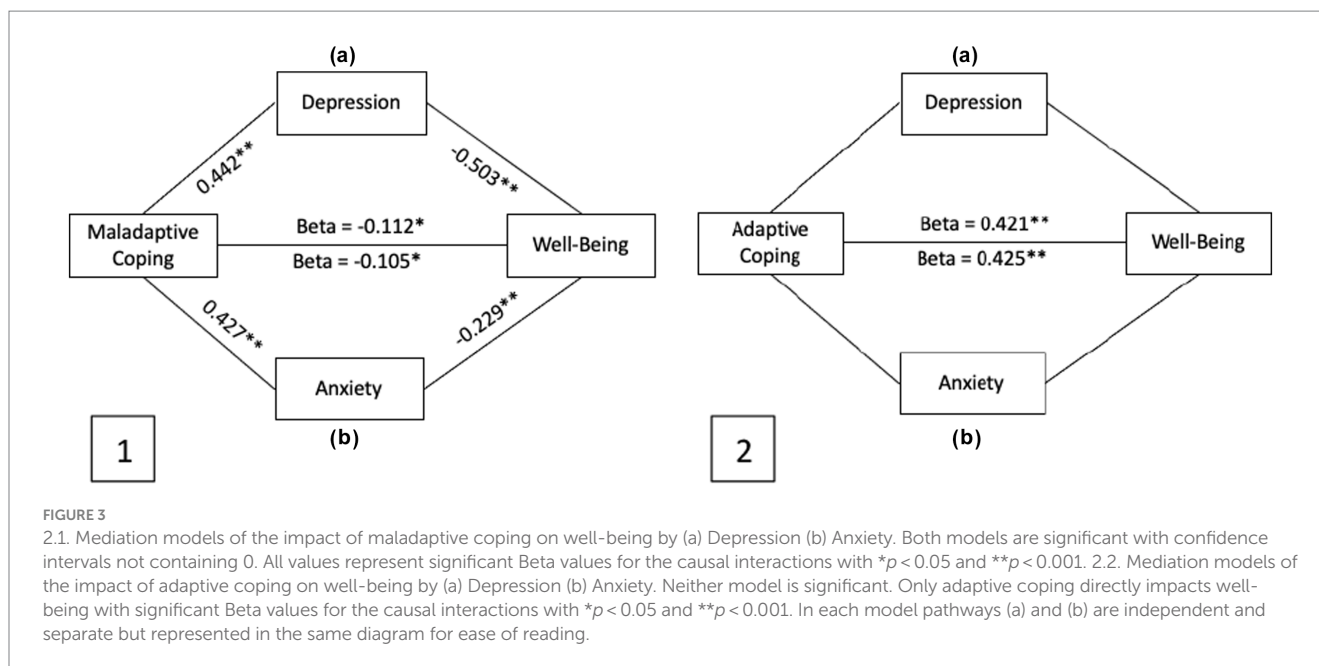 (a)
Depression
0.442**
-0.503**
Maladaptive
Coping
Beta = -0.112*
Beta = -0.105*
Well-Being
0.427**
-0.229**
Anxiety
(b)
1
(a)
Depression
Adaptive
Coping
Beta = 0.421**
Beta = 0.425**
Well-Being
Anxiety
(b)
2
FIGURE 3
2.1. Mediation models of the impact of maladaptive coping on well-being by (a) Depression (b) Anxiety. Both models are significant with confidence
intervals not containing 0. All values represent significant Beta values for the causal interactions with *p < 0.05 and **p < 0.001. 2.2. Mediation models of
the impact of adaptive coping on well-being by (a) Depression (b) Anxiety. Neither model is significant. Only adaptive coping directly impacts well-
being with significant Beta values for the causal interactions with *p < 0.05 and **p < 0.001. In each model pathways (a) and (b) are independent and
separate but represented in the same diagram for ease of reading.